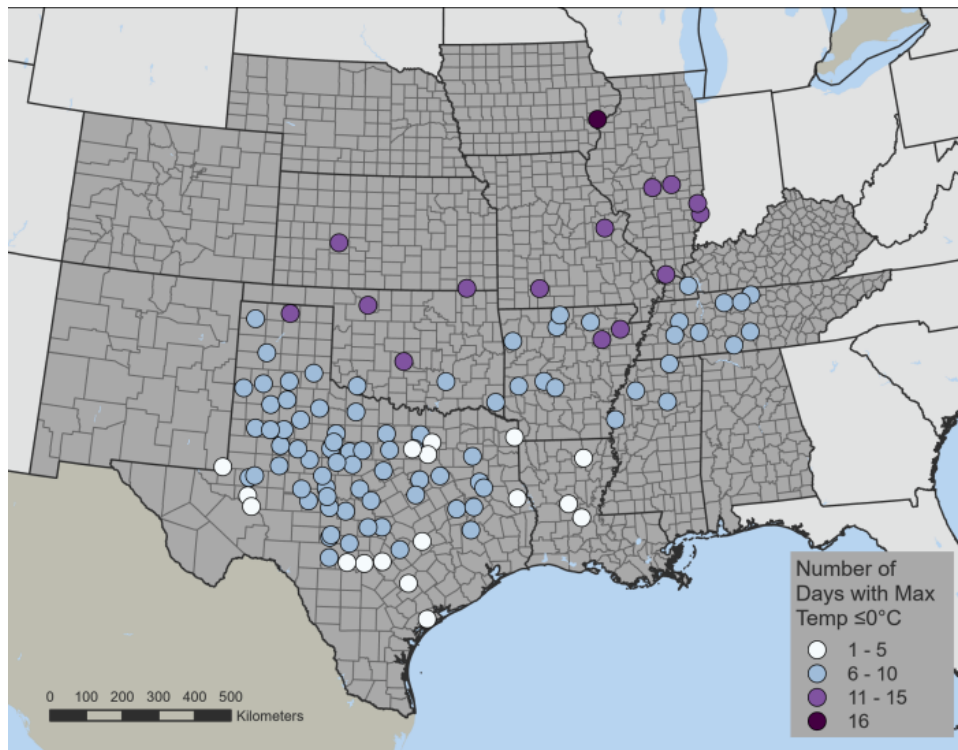 Number of
Days with Max
Temp ≤0°C
1 - 5
6 - 10
11 - 15
16
0 100 200 300 400 500
Kilometers